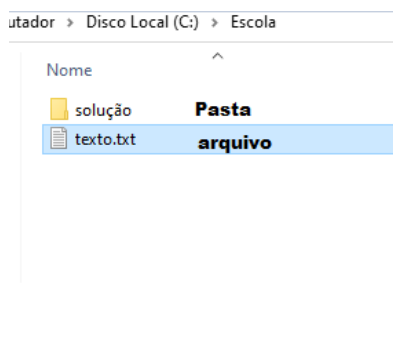 utador > Disco Local (C:) > Escola
Nome
solução Pasta
texto.txt arquivo